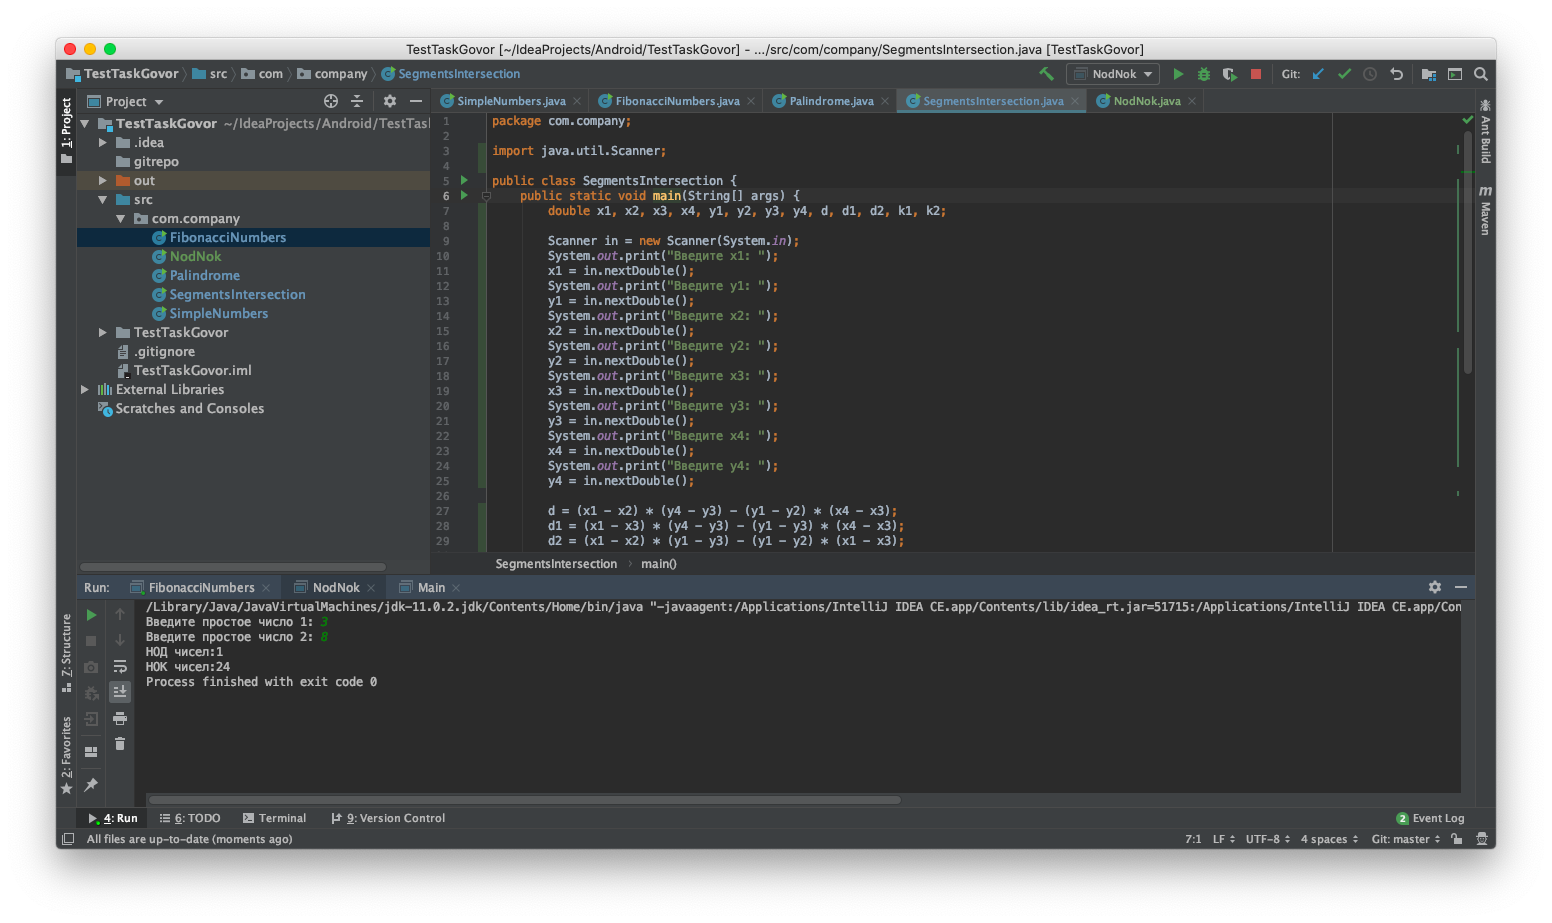 TestTaskGovor [~/IdeaProjects/Android/TestTaskGovor] - .../src/com/company/SegmentsIntersection.java [TestTaskGovor]
TestTaskGovor src com company SegmentsIntersection NodNok Git:
1: Project
Project
SimpleNumbers.java FibonacciNumbers.java Palindrome.java SegmentsIntersection.java NodNok.java
TestTaskGovor ~/IdeaProjects/Android/TestTasl
.idea
gitrepo
out
src
com.company
FibonacciNumbers
NodNok
Palindrome
SegmentsIntersection
SimpleNumbers
TestTaskGovor
.gitignore
TestTaskGovor.iml
External Libraries
Scratches and Consoles
1 package com.company;
2
3 import java.util.Scanner;
4
5 public class SegmentsIntersection {
6 public static void main(String[] args) {
7 double x1, x2, x3, x4, y1, y2, y3, y4, d, d1, d2, k1, k2;
8
9 Scanner in = new Scanner(System.in);
10 System.out.print("Введите x1: ");
11 x1 = in.nextDouble();
12 System.out.print("Введите y1: ");
13 y1 = in.nextDouble();
14 System.out.print("Введите x2: ");
15 x2 = in.nextDouble();
16 System.out.print("Введите y2: ");
17 y2 = in.nextDouble();
18 System.out.print("Введите x3: ");
19 x3 = in.nextDouble();
20 System.out.print("Введите y3: ");
21 y3 = in.nextDouble();
22 System.out.print("Введите x4: ");
23 x4 = in.nextDouble();
24 System.out.print("Введите y4: ");
25 y4 = in.nextDouble();
26
27 d = (x1 - x2) * (y4 - y3) - (y1 - y2) * (x4 - x3);
28 d1 = (x1 - x3) * (y4 - y3) - (y1 - y3) * (x4 - x3);
29 d2 = (x1 - x2) * (y1 - y3) - (y1 - y2) * (x1 - x3);
SegmentsIntersection main()
Ant Build
m Maven
Run: FibonacciNumbers NodNok Main
/Library/Java/JavaVirtualMachines/jdk-11.0.2.jdk/Contents/Home/bin/java "-javaagent:/Applications/IntelliJ IDEA CE.app/Contents/lib/idea_rt.jar=51715:/Applications/IntelliJ IDEA CE.app/Con
Введите простое число 1: 3
Введите простое число 2: 8
НОД чисел:1
НОК чисел:24
Process finished with exit code 0
Z: Structure
2: Favorites
4: Run 6: TODO Terminal 9: Version Control 2 Event Log
All files are up-to-date (moments ago) 7:1 LF UTF-8 4 spaces Git: master